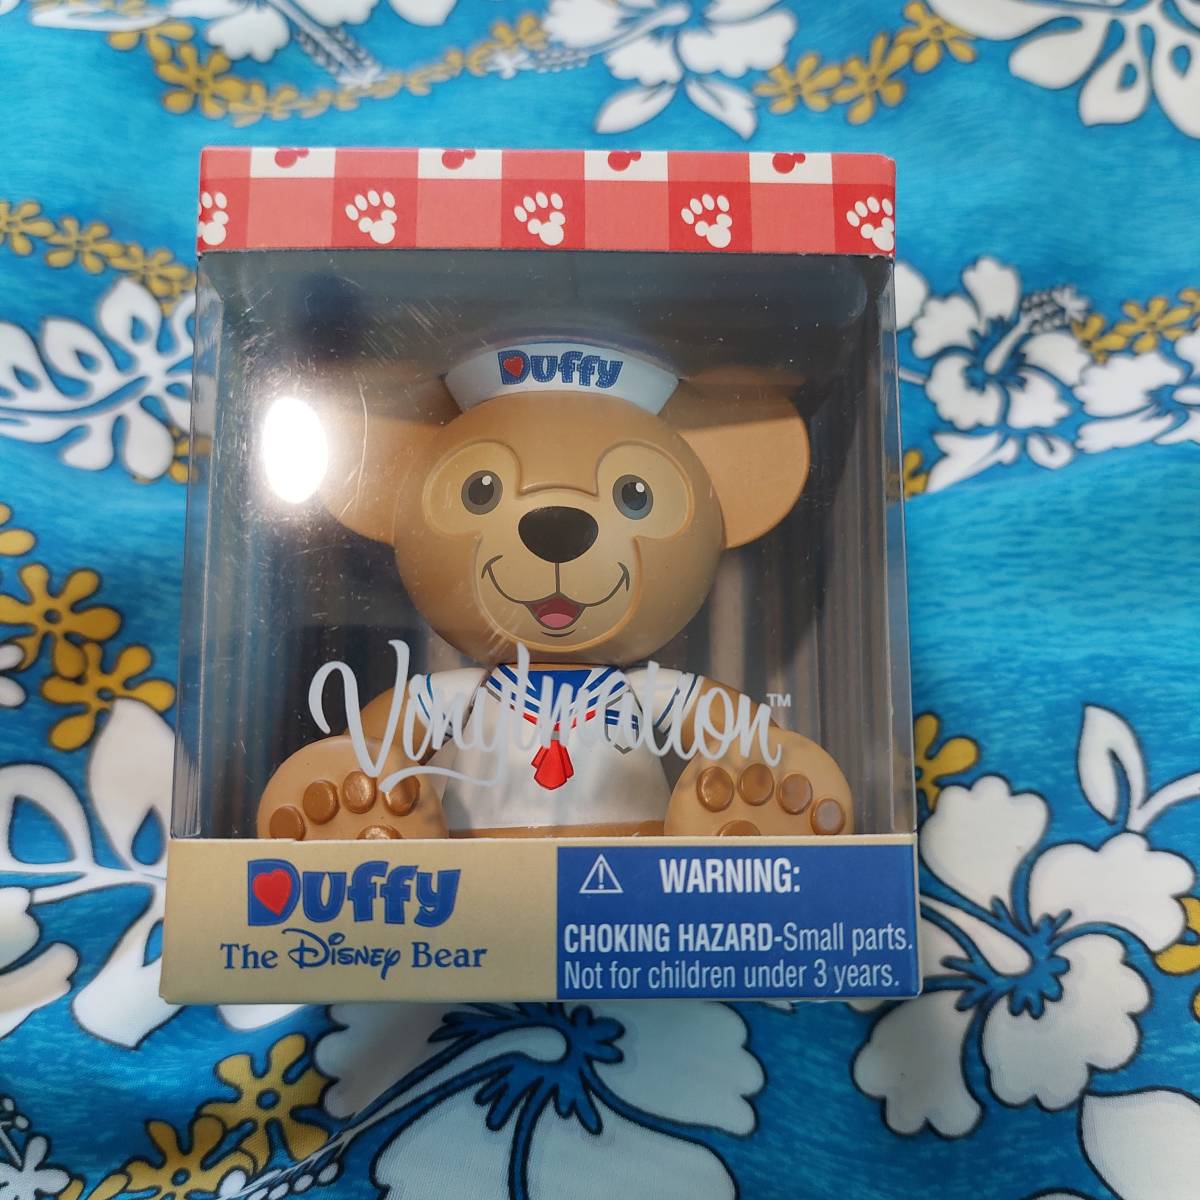 Duffy
Vinylmation™
Duffy
The Disney Bear
⚠ WARNING:
CHOKING HAZARD-Small parts.
Not for children under 3 years.